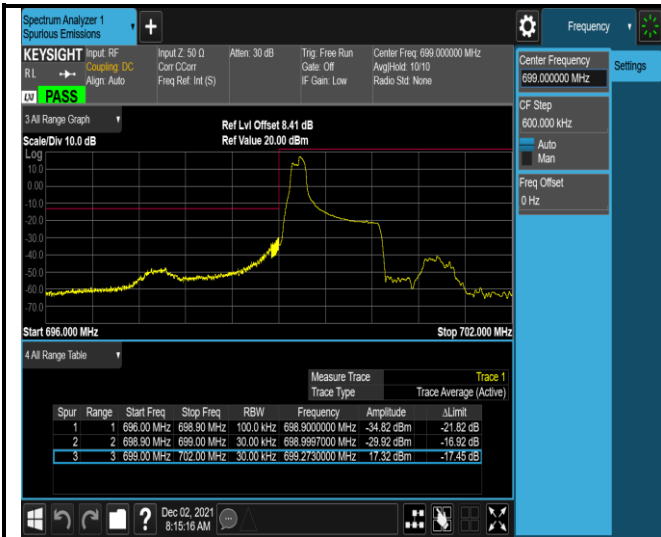 Spectrum Analyzer 1
Spurious Emissions
+
Frequency
KEYSIGHT
RL
Align: Auto
Input: RF
Coupling: DC
Input Z: 50 Ω
Corr CCorr
Freq Ref: Int (S)
Atten: 30 dB
Trig: Free Run
Gate: Off
IF Gain: Low
Center Freq: 699.000000 MHz
Avg|Hold: 10/10
Radio Std: None
LXI PASS
3 All Range Graph
Scale/Div 10.0 dB
Ref Lvl Offset 8.41 dB
Ref Value 20.00 dBm
Log
10.0
0.00
-10.0
-20.0
-30.0
-40.0
-50.0
-60.0
-70.0
Start 696.000 MHz
Stop 702.000 MHz
4 All Range Table
Measure Trace Trace 1
Trace Type Trace Average (Active)
Spur Range Start Freq Stop Freq RBW Frequency Amplitude ΔLimit
1 1 696.00 MHz 698.90 MHz 100.0 kHz 698.9000000 MHz -34.82 dBm -21.82 dB
2 2 698.90 MHz 699.00 MHz 30.00 kHz 698.9997000 MHz -29.92 dBm -16.92 dB
3 3 699.00 MHz 702.00 MHz 30.00 kHz 699.2730000 MHz 17.32 dBm -17.45 dB
?
Dec 02, 2021
8:15:16 AM
Center Frequency
699.000000 MHz
CF Step
600.000 kHz
Auto
Man
Freq Offset
0 Hz
Settings